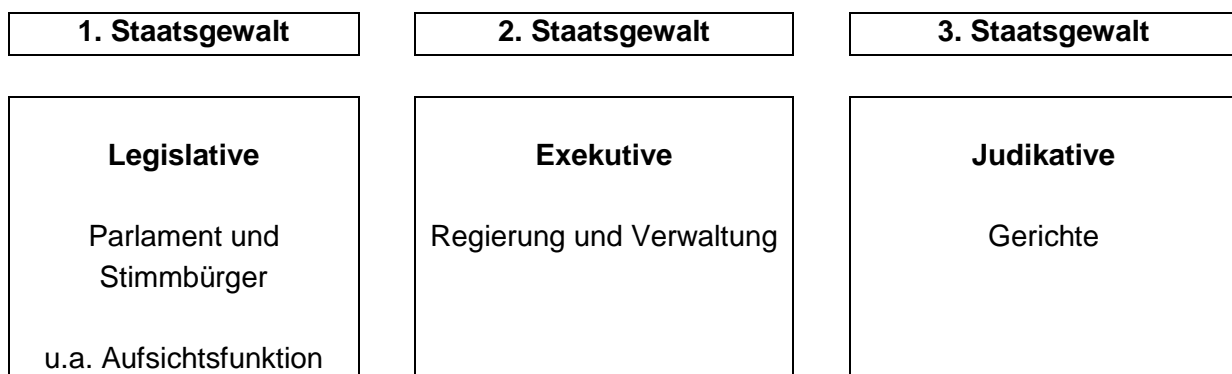 1. Staatsgewalt
2. Staatsgewalt
3. Staatsgewalt
Legislative
Parlament und
Stimmbürger
u.a. Aufsichtsfunktion
Exekutive
Regierung und Verwaltung
Judikative
Gerichte